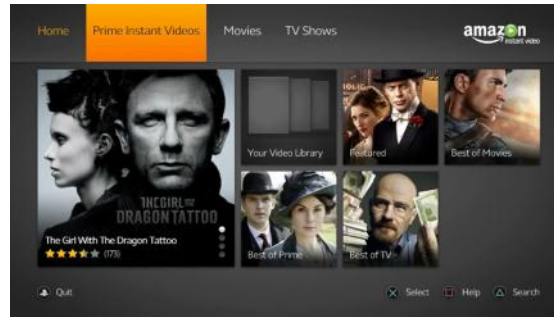 Home
Prime Instant Videos
Movies
TV Shows
amazon
instant video
THE GIRL WITH THE
DRAGON TATTOO
The Girl With The Dragon Tattoo
(173)
Your Video Library
Featured
Best of Movies
Best of Prime
Best of TV
Quit
Select
Help
Search